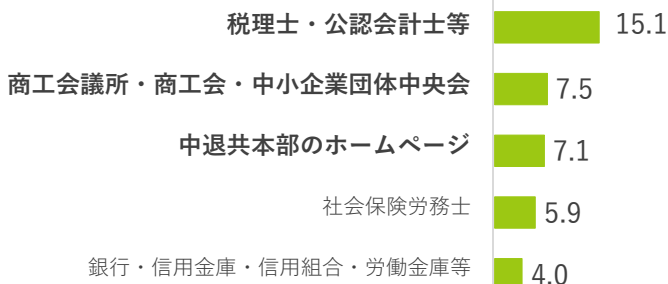 税理士・公認会計士等 15.1
商工会議所・商工会・中小企業団体中央会 7.5
中退共本部のホームページ 7.1
社会保険労務士 5.9
銀行・信用金庫・信用組合・労働金庫等 4.0